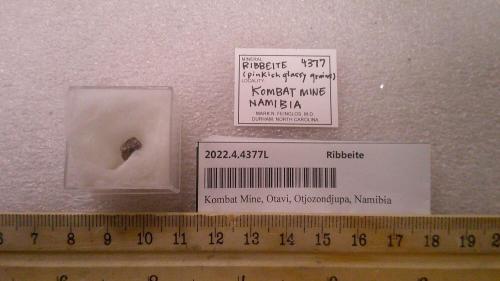 MINERAL
RIBBEITE 4377
(pinkish glassy grains)
LOCALITY
KOMBAT MINE
NAMIBIA
MARK N. FEINGLOS, M.D.
DURHAM, NORTH CAROLINA
2022.4.4377L Ribbeite
Kombat Mine, Otavi, Otjozondjupa, Namibia
6 7 8 9 10 11 12 13 14 15 16 17 18 19